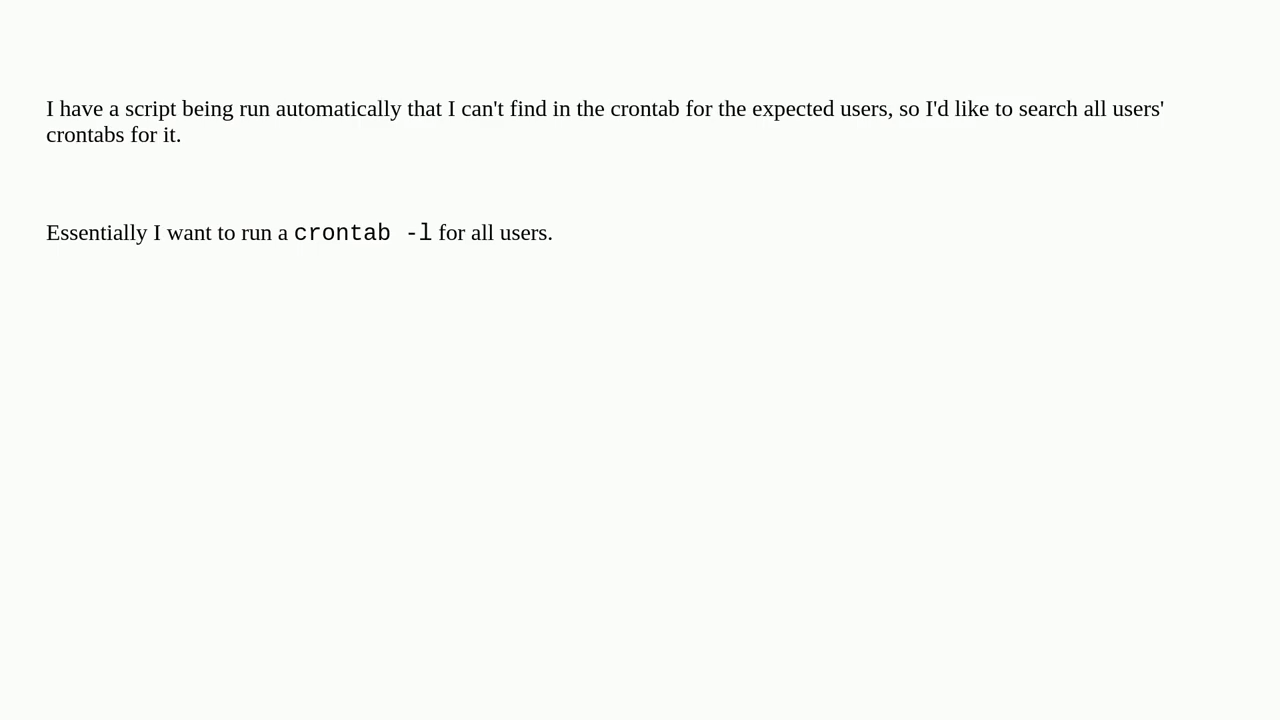 I have a script being run automatically that I can't find in the crontab for the expected users, so I'd like to search all users'
crontabs for it.
Essentially I want to run a crontab -l for all users.